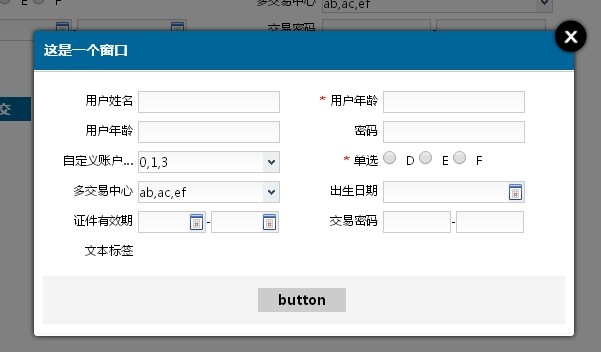 E F 多交易中心 ab,ac,ef
- 交易密码 -
这是一个窗口
交
用户姓名 * 用户年龄
用户年龄 密码
自定义账户... 0,1,3 * 单选 D E F
多交易中心 ab,ac,ef 出生日期
证件有效期 - 交易密码 -
文本标签
button